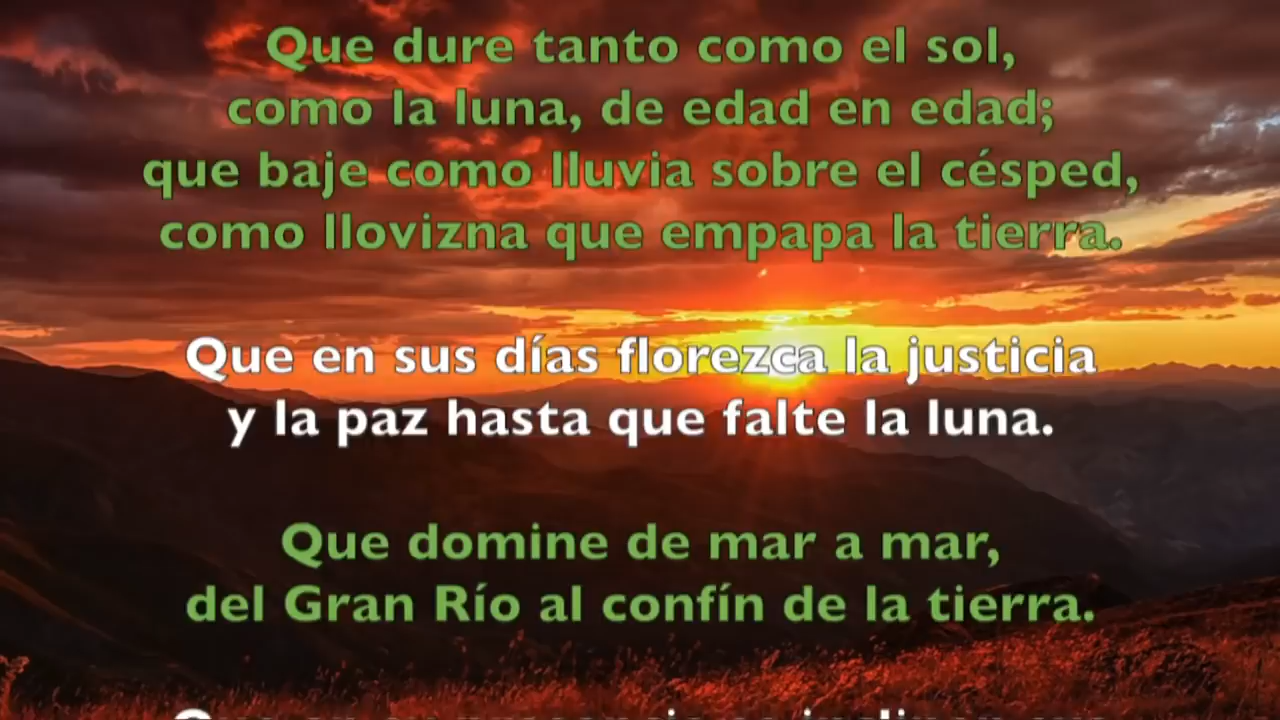 Que dure tanto como el sol,
como la luna, de edad en edad;
que baje como lluvia sobre el césped,
como llovizna que empapa la tierra.
Que en sus días florezca la justicia
y la paz hasta que falte la luna.
Que domine de mar a mar,
del Gran Río al confín de la tierra.